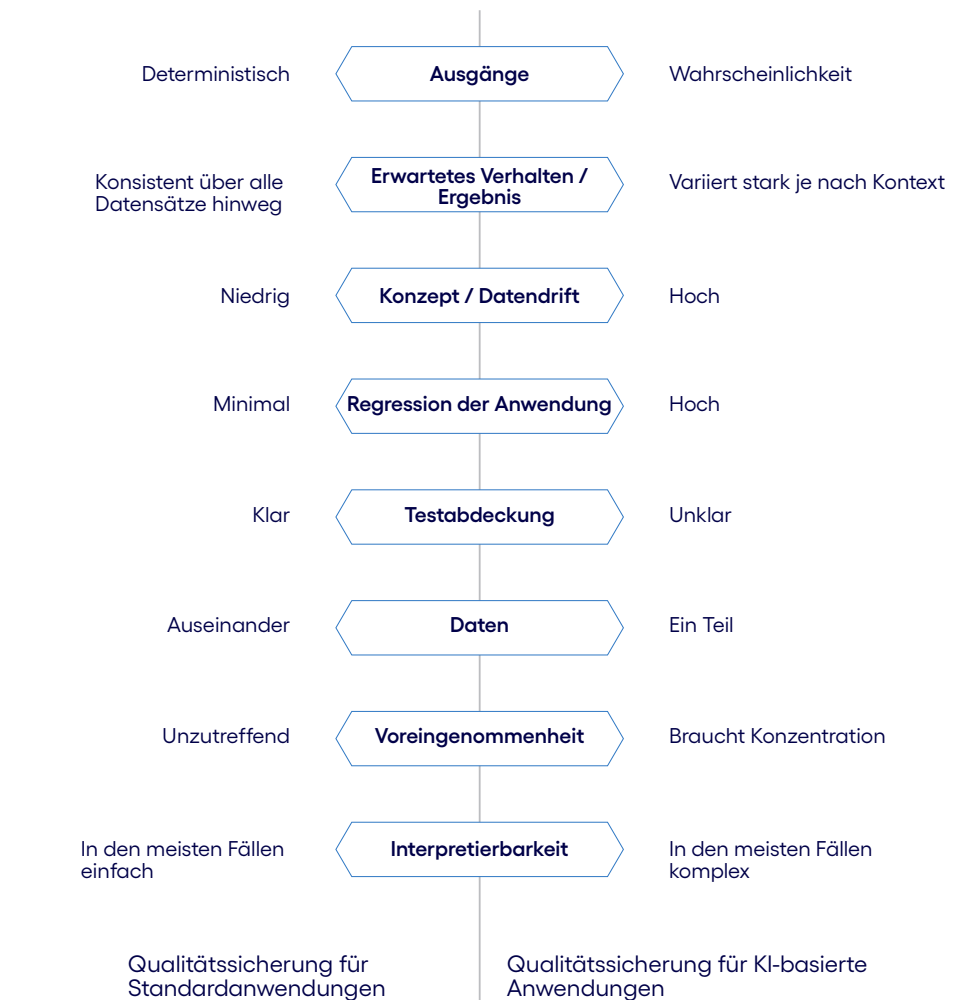 Deterministisch
Ausgänge
Wahrscheinlichkeit
Konsistent über alle
Datensätze hinweg
Erwartetes Verhalten /
Ergebnis
Variiert stark je nach Kontext
Niedrig
Konzept / Datendrift
Hoch
Minimal
Regression der Anwendung
Hoch
Klar
Testabdeckung
Unklar
Auseinander
Daten
Ein Teil
Unzutreffend
Voreingenommenheit
Braucht Konzentration
In den meisten Fällen
einfach
Interpretierbarkeit
In den meisten Fällen
komplex
Qualitätssicherung für
Standardanwendungen
Qualitätssicherung für KI-basierte
Anwendungen